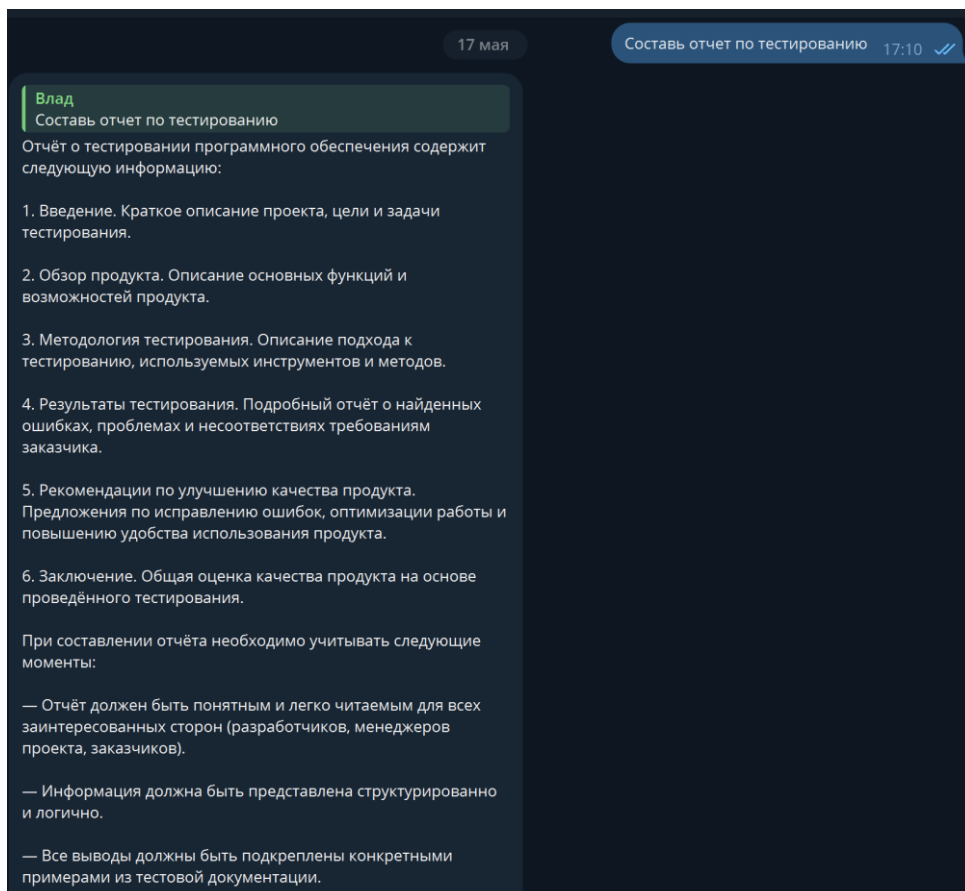 17 мая
Составь отчет по тестированию 17:10
Влад
Составь отчет по тестированию
Отчёт о тестировании программного обеспечения содержит
следующую информацию:
1. Введение. Краткое описание проекта, цели и задачи
тестирования.
2. Обзор продукта. Описание основных функций и
возможностей продукта.
3. Методология тестирования. Описание подхода к
тестированию, используемых инструментов и методов.
4. Результаты тестирования. Подробный отчёт о найденных
ошибках, проблемах и несоответствиях требованиям
заказчика.
5. Рекомендации по улучшению качества продукта.
Предложения по исправлению ошибок, оптимизации работы и
повышению удобства использования продукта.
6. Заключение. Общая оценка качества продукта на основе
проведённого тестирования.
При составлении отчёта необходимо учитывать следующие
моменты:
— Отчёт должен быть понятным и легко читаемым для всех
заинтересованных сторон (разработчиков, менеджеров
проекта, заказчиков).
— Информация должна быть представлена структурированно
и логично.
— Все выводы должны быть подкреплены конкретными
примерами из тестовой документации.